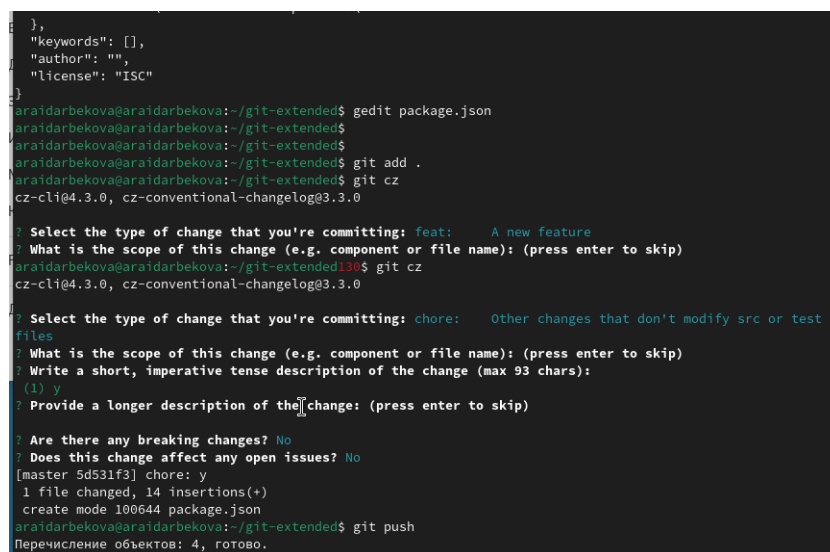 },
"keywords": [],
"author": "",
"license": "ISC"
}
araidarbekova@araidarbekova:~/git-extended$ gedit package.json
araidarbekova@araidarbekova:~/git-extended$
araidarbekova@araidarbekova:~/git-extended$
araidarbekova@araidarbekova:~/git-extended$ git add .
araidarbekova@araidarbekova:~/git-extended$ git cz
cz-cli@4.3.0, cz-conventional-changelog@3.3.0
? Select the type of change that you're committing: feat:     A new feature
? What is the scope of this change (e.g. component or file name): (press enter to skip)
araidarbekova@araidarbekova:~/git-extended130$ git cz
cz-cli@4.3.0, cz-conventional-changelog@3.3.0
? Select the type of change that you're committing: chore:    Other changes that don't modify src or test
files
? What is the scope of this change (e.g. component or file name): (press enter to skip)
? Write a short, imperative tense description of the change (max 93 chars):
(1) y
? Provide a longer description of the change: (press enter to skip)
? Are there any breaking changes? No
? Does this change affect any open issues? No
[master 5d531f3] chore: y
1 file changed, 14 insertions(+)
create mode 100644 package.json
araidarbekova@araidarbekova:~/git-extended$ git push
Перечисление объектов: 4, готово.